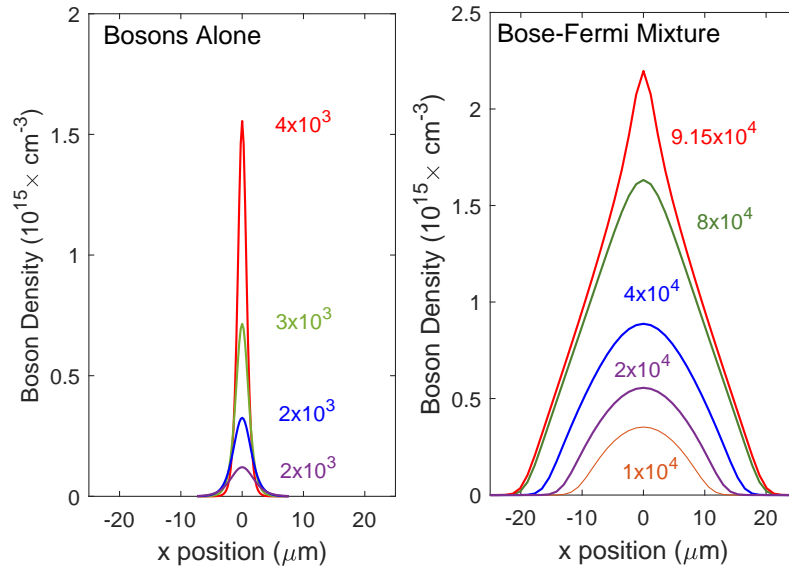 Bosons Alone
Boson Density (10^15 × cm^-3)
2
1.5
1
0.5
0
4x10^3
3x10^3
2x10^3
2x10^3
-20 -10 0 10 20
x position (μm)
Bose-Fermi Mixture
Boson Density (10^15 × cm^-3)
2.5
2
1.5
1
0.5
0
9.15x10^4
8x10^4
4x10^4
2x10^4
1x10^4
-20 -10 0 10 20
x position (μm)